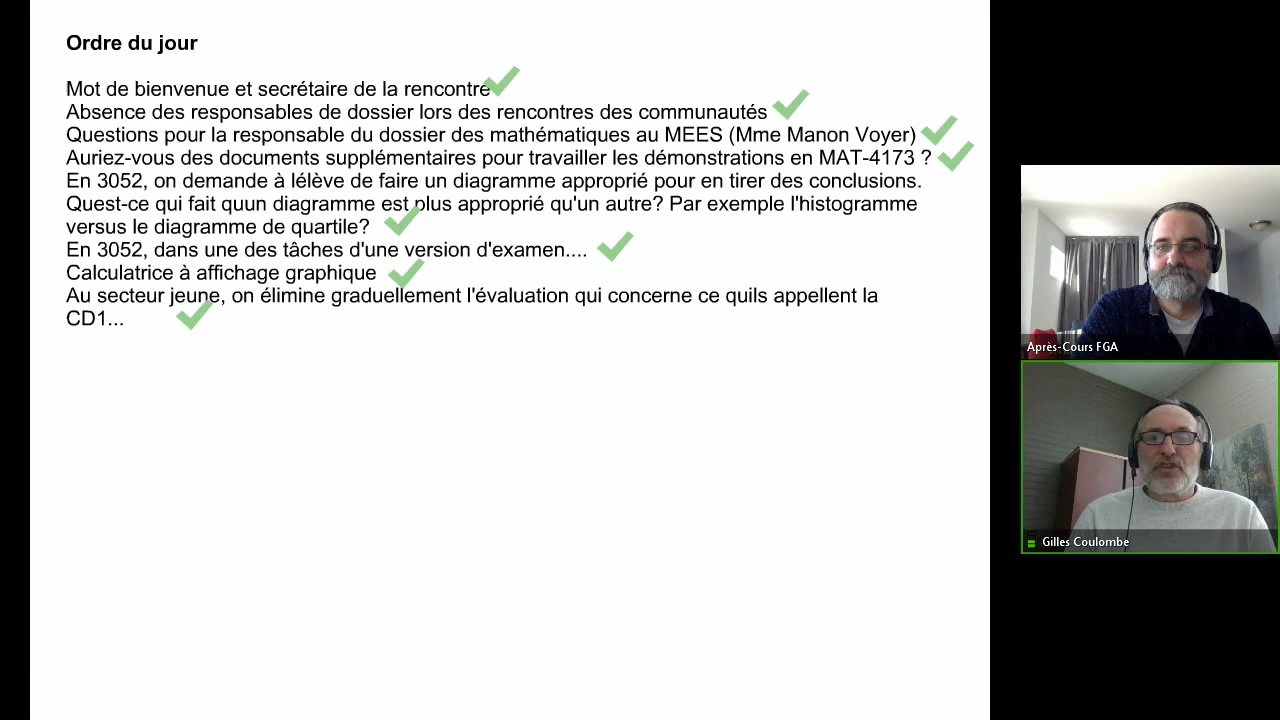 Ordre du jour
Mot de bienvenue et secrétaire de la rencontre
Absence des responsables de dossier lors des rencontres des communautés
Questions pour la responsable du dossier des mathématiques au MEES (Mme Manon Voyer)
Auriez-vous des documents supplémentaires pour travailler les démonstrations en MAT-4173 ?
En 3052, on demande à lélève de faire un diagramme approprié pour en tirer des conclusions.
Quest-ce qui fait quun diagramme est plus approprié qu'un autre? Par exemple l'histogramme
versus le diagramme de quartile?
En 3052, dans une des tâches d'une version d'examen....
Calculatrice à affichage graphique
Au secteur jeune, on élimine graduellement l'évaluation qui concerne ce quils appellent la
CD1...
Après-Cours FGA
Gilles Coulombe